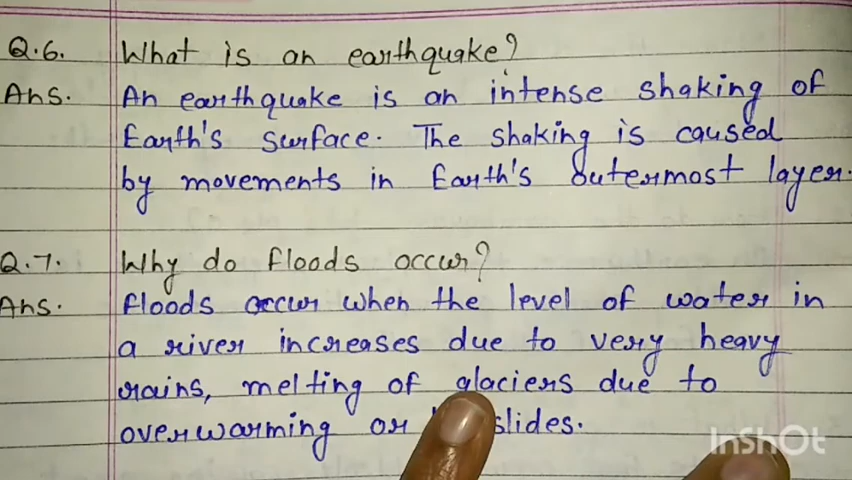 Q.6. What is an earthquake?
Ans. An earthquake is an intense shaking of
Earth's surface. The shaking is caused
by movements in Earth's outermost layer.
Q.7. Why do floods occur?
Ans. floods occur when the level of water in
a river increases due to very heavy
rains, melting of glaciers due to
overwarming or slides.
InShOt